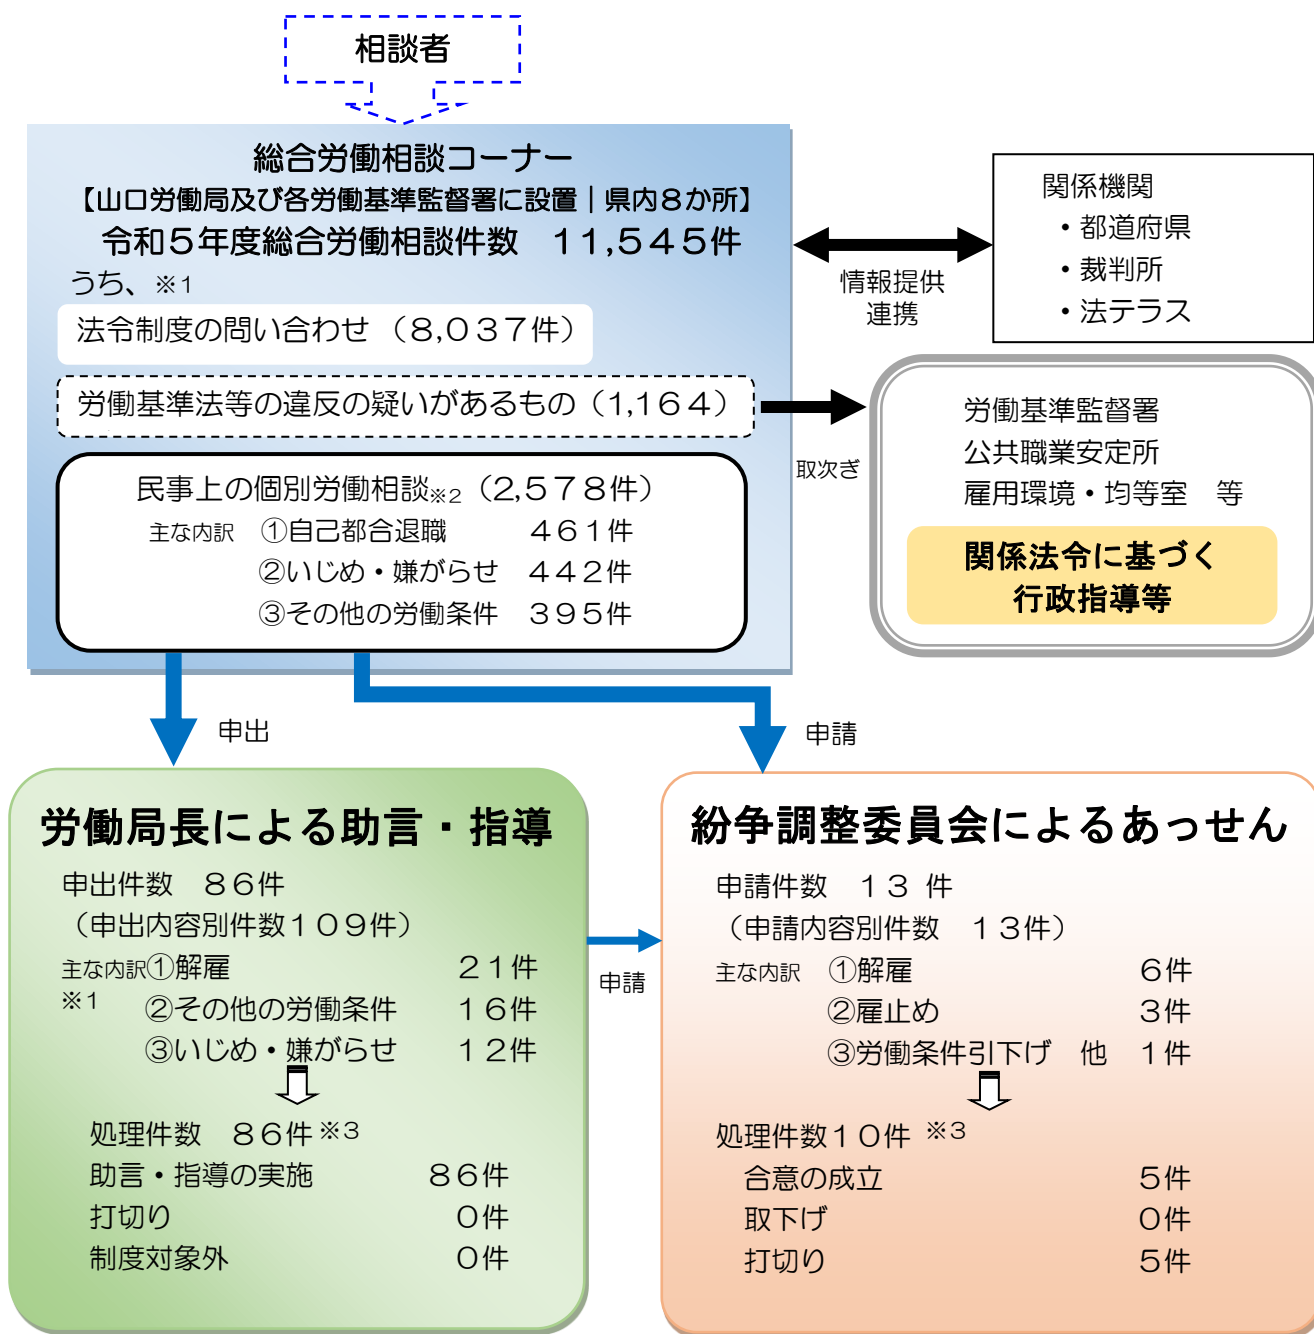 相談者
総合労働相談コーナー
【山口労働局及び各労働基準監督署に設置｜県内８か所】
令和５年度総合労働相談件数　１１,５４５件
うち、※１
法令制度の問い合わせ （８,０３７件）
労働基準法等の違反の疑いがあるもの（１,１６４）
民事上の個別労働相談※２（２,５７８件）
主な内訳　①自己都合退職　４６１件
②いじめ・嫌がらせ　４４２件
③その他の労働条件　３９５件
情報提供
連携
関係機関
・都道府県
・裁判所
・法テラス
取次ぎ
労働基準監督署
公共職業安定所
雇用環境・均等室　等
関係法令に基づく
行政指導等
申出
申請
労働局長による助言・指導
申出件数　８６件
（申出内容別件数１０９件）
主な内訳①解雇　２１件
※１　②その他の労働条件　１６件
③いじめ・嫌がらせ　１２件
処理件数　８６件※３
助言・指導の実施　８６件
打切り　０件
制度対象外　０件
申請
紛争調整委員会によるあっせん
申請件数　１３ 件
（申請内容別件数　１３件）
主な内訳　①解雇　６件
②雇止め　３件
③労働条件引下げ　他　１件
処理件数１０件 ※３
合意の成立　５件
取下げ　０件
打切り　５件